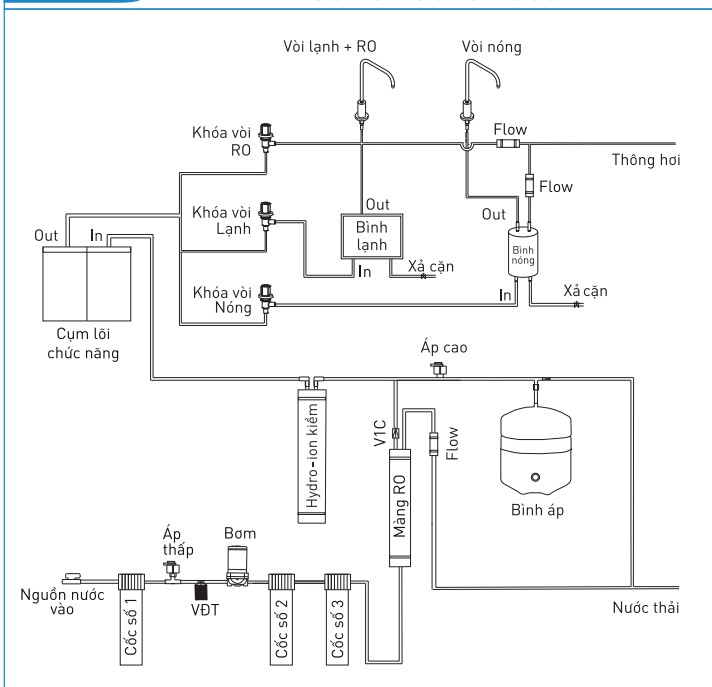 Vòi lạnh + RO
Vòi nóng
Khóa vòi
RO
Flow
Thông hơi
Flow
Khóa vòi
Lạnh
Out
Out
Out
In
Bình
lạnh
Bình
nóng
In
Xả cặn
Khóa vòi
Nóng
In
Xả cặn
Cụm lõi
chức năng
Áp cao
Hydro-ion kiềm
V1C
Flow
Màng RO
Bình áp
Áp
thấp
Bơm
Nguồn nước
vào
Cốc số 1
VĐT
Cốc số 2
Cốc số 3
Nước thải